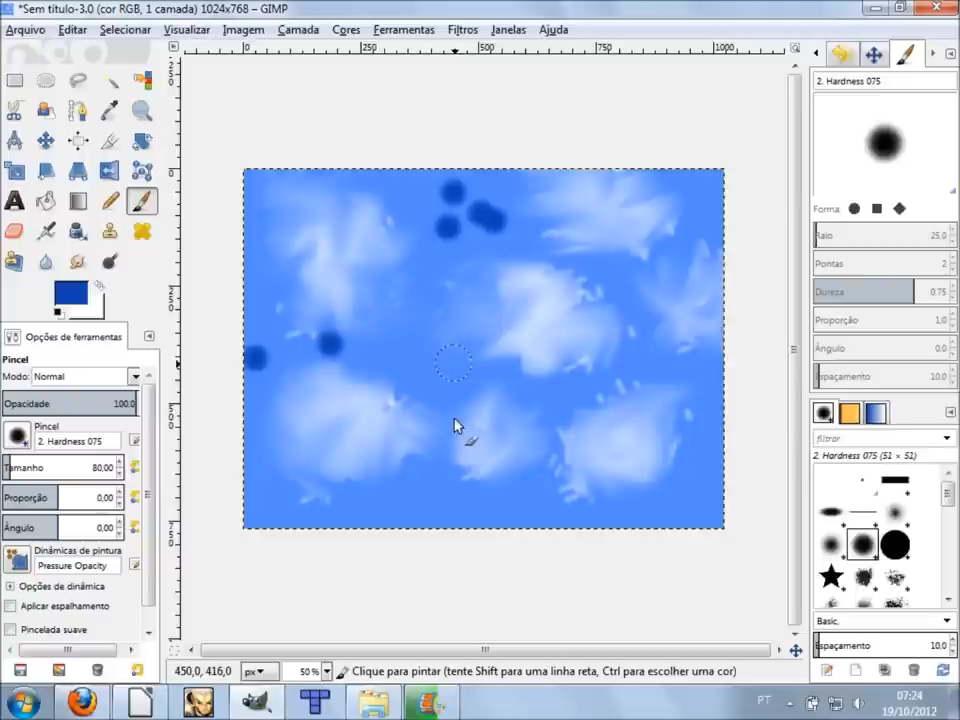 *Sem título-3.0 (cor RGB, 1 camada) 1024x768 – GIMP
Arquivo Editar Selecionar Visualizar Imagem Camada Cores Ferramentas Filtros Janelas Ajuda
0 250 500 750 1000
0
250
500
750
2. Hardness 075
Forma:
Raio 25,0
Pontas 2
Dureza 0.75
Proporção 1.0
Ângulo 0.0
Espaçamento 10.0
filtrar
2. Hardness 075 (51 × 51)
Basic,
Espaçamento 10,0
Opções de ferramentas
Pincel
Modo: Normal
Opacidade 100,0
Pincel
2. Hardness 075
Tamanho 80,00
Proporção 0,00
Ângulo 0,00
Dinâmicas de pintura
Pressure Opacity
Opções de dinâmica
Aplicar espalhamento
Pincelada suave
450,0, 416,0 px 50% Clique para pintar (tente Shift para uma linha reta, Ctrl para escolher uma cor)
PT
07:24
19/10/2012